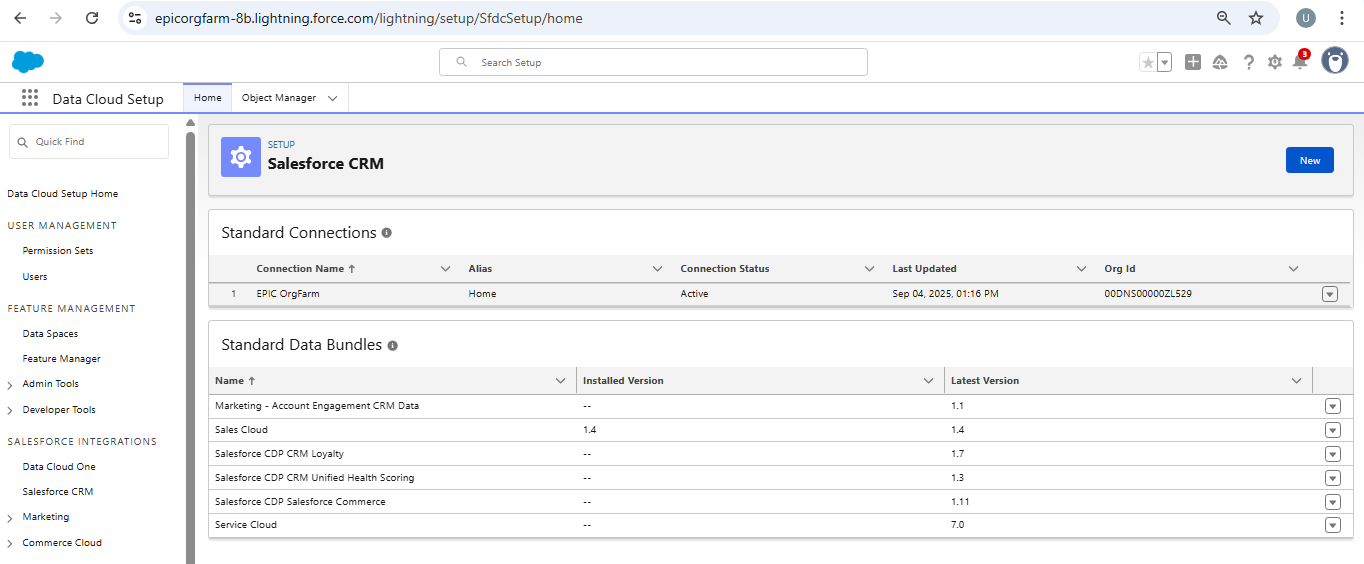 epicorgfarm-8b.lightning.force.com/lightning/setup/SfdcSetup/home
U
Search Setup
3
Data Cloud Setup
Home
Object Manager
Quick Find
Data Cloud Setup Home
USER MANAGEMENT
Permission Sets
Users
FEATURE MANAGEMENT
Data Spaces
Feature Manager
Admin Tools
Developer Tools
SALESFORCE INTEGRATIONS
Data Cloud One
Salesforce CRM
Marketing
Commerce Cloud
SETUP
Salesforce CRM
New
Standard Connections
Connection Name Alias Connection Status Last Updated Org Id
1 EPIC OrgFarm Home Active Sep 04, 2025, 01:16 PM 00DNS00000ZL529
Standard Data Bundles
Name Installed Version Latest Version
Marketing - Account Engagement CRM Data -- 1.1
Sales Cloud 1.4 1.4
Salesforce CDP CRM Loyalty -- 1.7
Salesforce CDP CRM Unified Health Scoring -- 1.3
Salesforce CDP Salesforce Commerce -- 1.11
Service Cloud -- 7.0